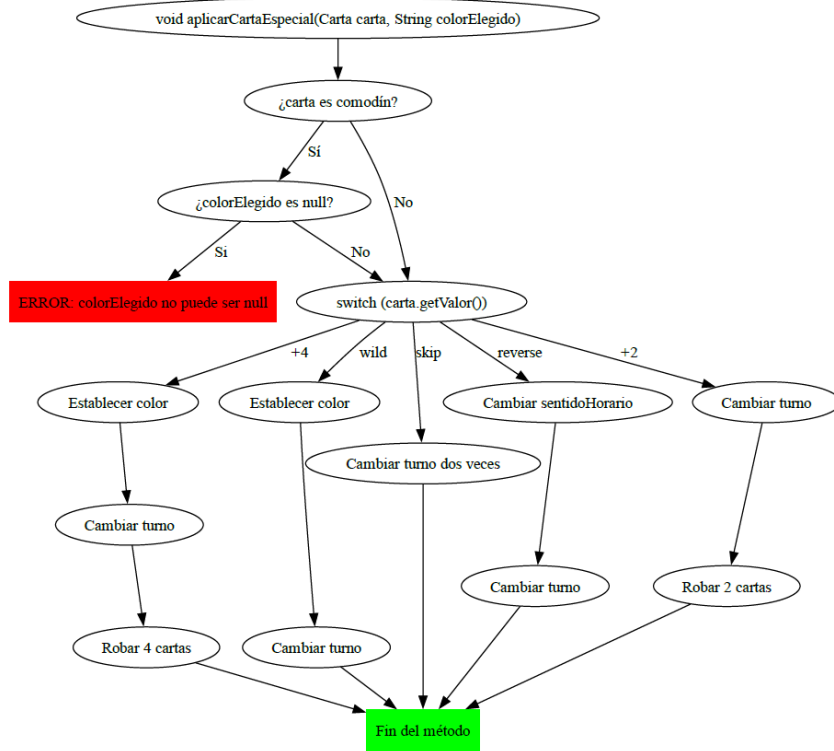 void aplicarCartaEspecial(Carta carta, String colorElegido)
¿carta es comodín?
Sí
No
¿colorElegido es null?
Si
No
ERROR: colorElegido no puede ser null
switch (carta.getValor())
+4
wild
skip
reverse
+2
Establecer color
Establecer color
Cambiar sentidoHorario
Cambiar turno
Cambiar turno dos veces
Cambiar turno
Cambiar turno
Robar 2 cartas
Robar 4 cartas
Cambiar turno
Fin del método